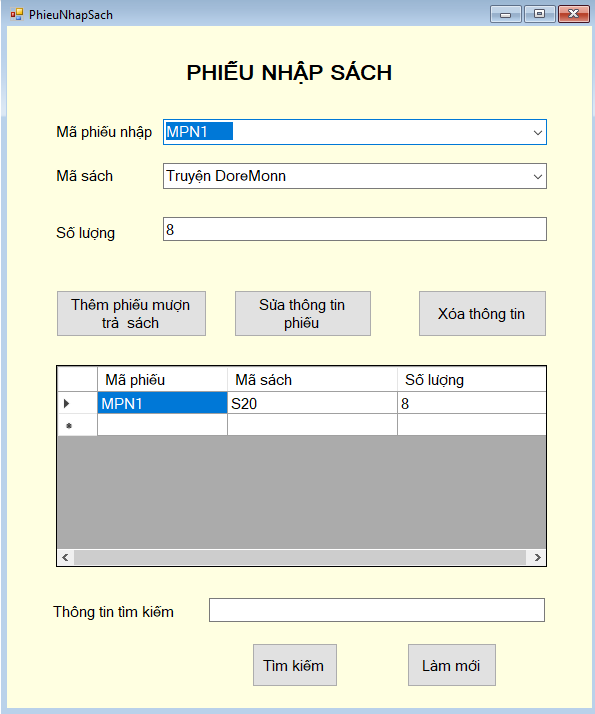 PhieuNhapSach
PHIẾU NHẬP SÁCH
Mã phiếu nhập MPN1
Mã sách Truyện DoreMonn
Số lượng 8
Thêm phiếu mượn
trả sách
Sửa thông tin
phiếu
Xóa thông tin
Mã phiếu Mã sách Số lượng
MPN1 S20 8
Thông tin tìm kiếm
Tìm kiếm Làm mới